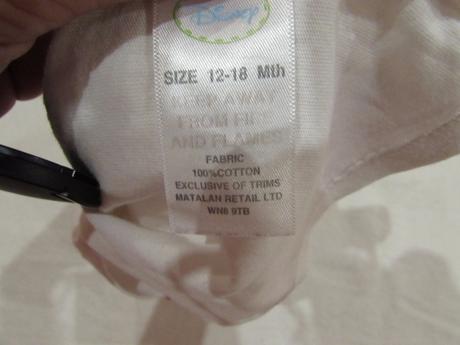 Disney
SIZE 12-18 Mth
KEEP AWAY
FROM FIRE
AND FLAMES
FABRIC
100%COTTON
EXCLUSIVE OF TRIMS
MATALAN RETAIL LTD
WN8 9TB